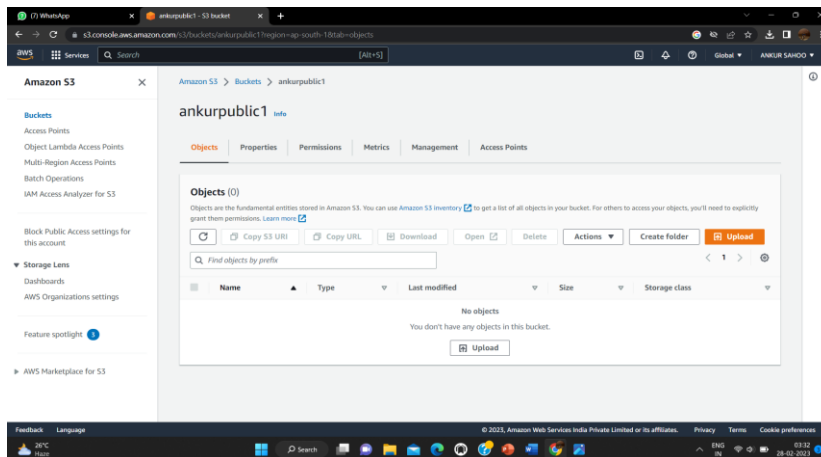 (7) WhatsApp
ankurpublic1 - S3 bucket
s3.console.aws.amazon.com/s3/buckets/ankurpublic1?region=ap-south-1&tab=objects
aws
Services
Search
[Alt+S]
Global
ANKUR SAHOO
Amazon S3
Buckets
Access Points
Object Lambda Access Points
Multi-Region Access Points
Batch Operations
IAM Access Analyzer for S3
Block Public Access settings for
this account
Storage Lens
Dashboards
AWS Organizations settings
Feature spotlight 3
AWS Marketplace for S3
Amazon S3 > Buckets > ankurpublic1
ankurpublic1 Info
Objects Properties Permissions Metrics Management Access Points
Objects (0)
Objects are the fundamental entities stored in Amazon S3. You can use Amazon S3 inventory to get a list of all objects in your bucket. For others to access your objects, you'll need to explicitly
grant them permissions. Learn more
Copy S3 URI Copy URL Download Open Delete Actions Create folder Upload
Find objects by prefix
1
Name Type Last modified Size Storage class
No objects
You don't have any objects in this bucket.
Upload
Feedback Language
© 2023, Amazon Web Services India Private Limited or its affiliates. Privacy Terms Cookie preferences
26°C
Haze
Search
ENG
IN
03:32
28-02-2023